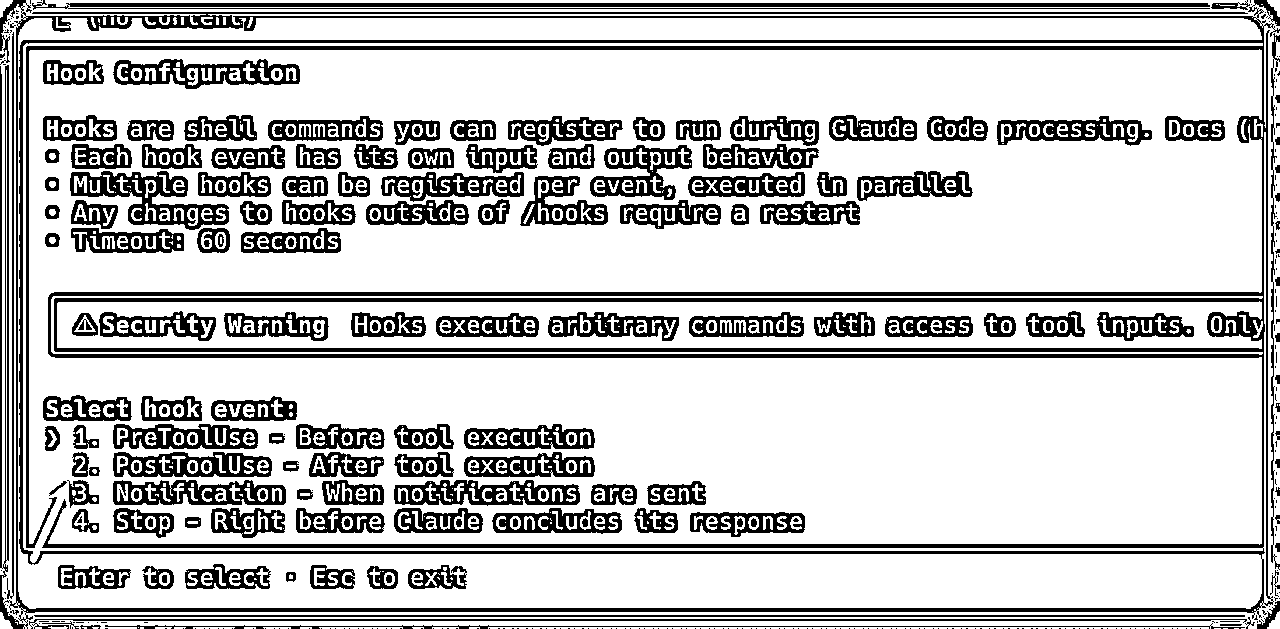 (no content)
Hook Configuration
Hooks are shell commands you can register to run during Claude Code processing. Docs (h
• Each hook event has its own input and output behavior
• Multiple hooks can be registered per event, executed in parallel
• Any changes to hooks outside of /hooks require a restart
• Timeout: 60 seconds
⚠Security Warning Hooks execute arbitrary commands with access to tool inputs. Only
Select hook event:
❯ 1. PreToolUse - Before tool execution
2. PostToolUse - After tool execution
3. Notification - When notifications are sent
4. Stop - Right before Claude concludes its response
Enter to select · Esc to exit